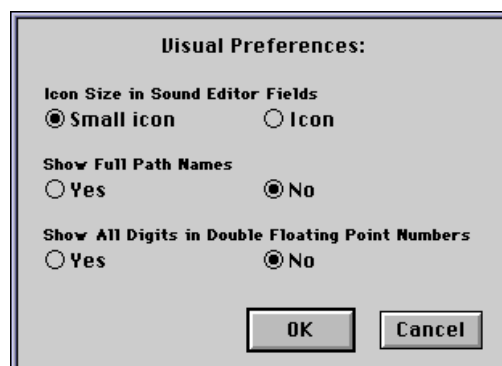 Visual Preferences:
Icon Size in Sound Editor Fields
Small icon Icon
Show Full Path Names
Yes No
Show All Digits in Double Floating Point Numbers
Yes No
OK Cancel